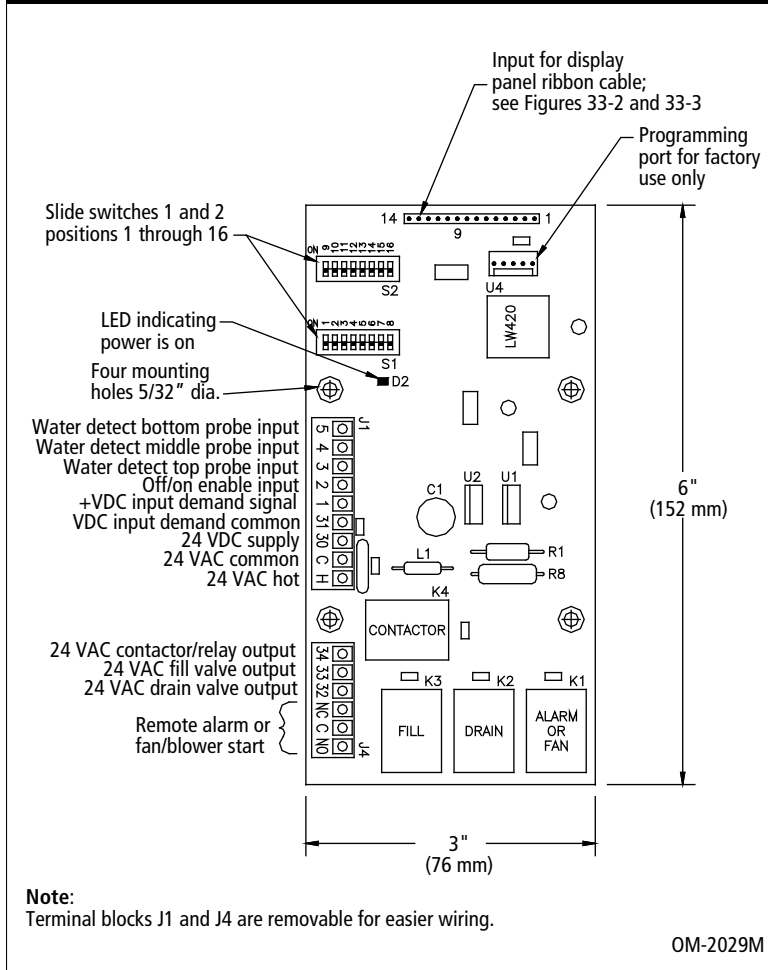 Input for display
panel ribbon cable;
see Figures 33-2 and 33-3
Programming
port for factory
use only
Slide switches 1 and 2
positions 1 through 16
14
1
9
ON 9 10 11 12 13 14 15 16
S2
U4
LW420
LED indicating
power is on
ON 1 2 3 4 5 6 7 8
S1
D2
Four mounting
holes 5/32" dia.
J1
Water detect bottom probe input 5
Water detect middle probe input 4
Water detect top probe input 3
Off/on enable input 2
+VDC input demand signal 1
VDC input demand common 31
24 VDC supply 30
24 VAC common C
24 VAC hot H
C1
U2
U1
6"
(152 mm)
L1
R1
R8
K4
CONTACTOR
24 VAC contactor/relay output 34
24 VAC fill valve output 33
24 VAC drain valve output 32
Remote alarm or
fan/blower start
NC
C
NO
J4
K3
K2
K1
FILL
DRAIN
ALARM
OR
FAN
3"
(76 mm)
Note:
Terminal blocks J1 and J4 are removable for easier wiring.
OM-2029M